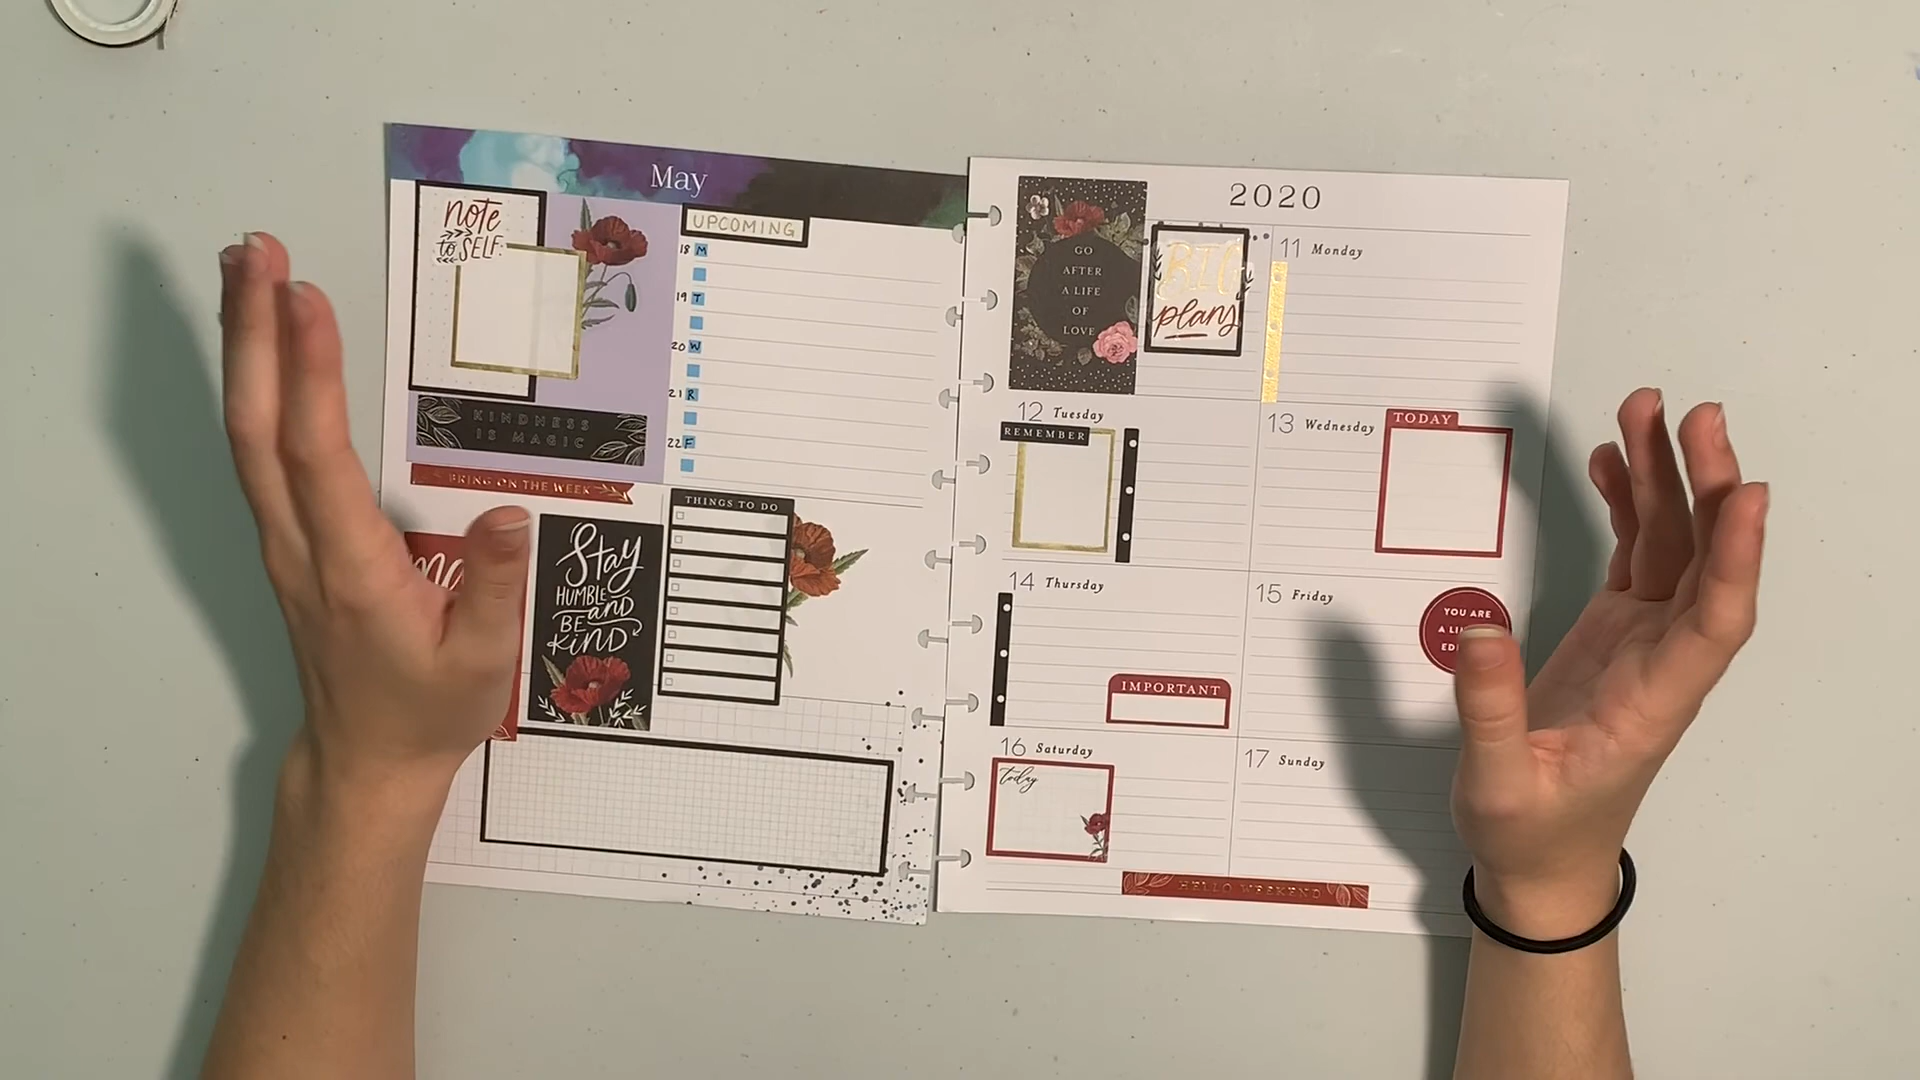 May
note
to SELF:
UPCOMING
18 M
19 T
20 W
21 R
22 F
KINDNESS
IS MAGIC
BRING ON THE WEEK
Stay
HUMBLE and
BE Kind
THINGS TO DO
2020
GO
AFTER
A LIFE
OF
LOVE
BIG
plans
11 Monday
12 Tuesday
REMEMBER
13 Wednesday
TODAY
14 Thursday
IMPORTANT
15 Friday
YOU ARE
A
16 Saturday
today
17 Sunday
HELLO WEEKEND